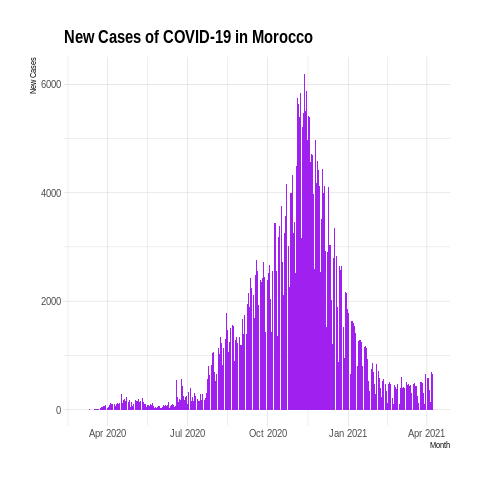 New Cases of COVID-19 in Morocco
New Cases
6000
4000
2000
0
Apr 2020 Jul 2020 Oct 2020 Jan 2021 Apr 2021
Month